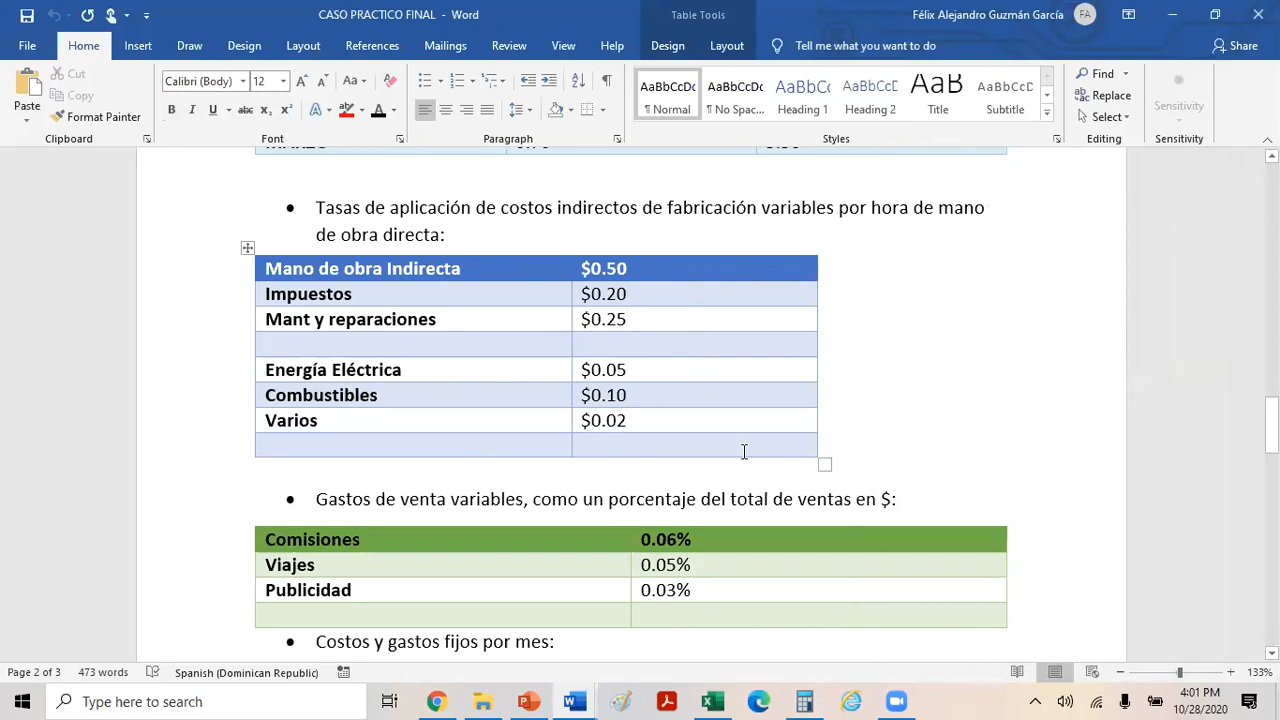 CASO PRACTICO FINAL - Word
Table Tools
Félix Alejandro Guzmán García
FA
File Home Insert Draw Design Layout References Mailings Review View Help Design Layout Tell me what you want to do Share
Paste
Cut
Copy
Format Painter
Clipboard
Calibri (Body) 12
Font
Paragraph
AaBbCcDc
¶ Normal
AaBbCcDc
¶ No Spac...
AaBbCc
Heading 1
AaBbCcC
Heading 2
AaB
Title
AaBbCcD
Subtitle
Styles
Find
Replace
Select
Editing
Sensitivity
Sensitivity
• Tasas de aplicación de costos indirectos de fabricación variables por hora de mano
de obra directa:
Mano de obra Indirecta $0.50
Impuestos $0.20
Mant y reparaciones $0.25
Energía Eléctrica $0.05
Combustibles $0.10
Varios $0.02
• Gastos de venta variables, como un porcentaje del total de ventas en $:
Comisiones 0.06%
Viajes 0.05%
Publicidad 0.03%
• Costos y gastos fijos por mes:
Page 2 of 3 473 words Spanish (Dominican Republic) 133%
Type here to search
4:01 PM
10/28/2020